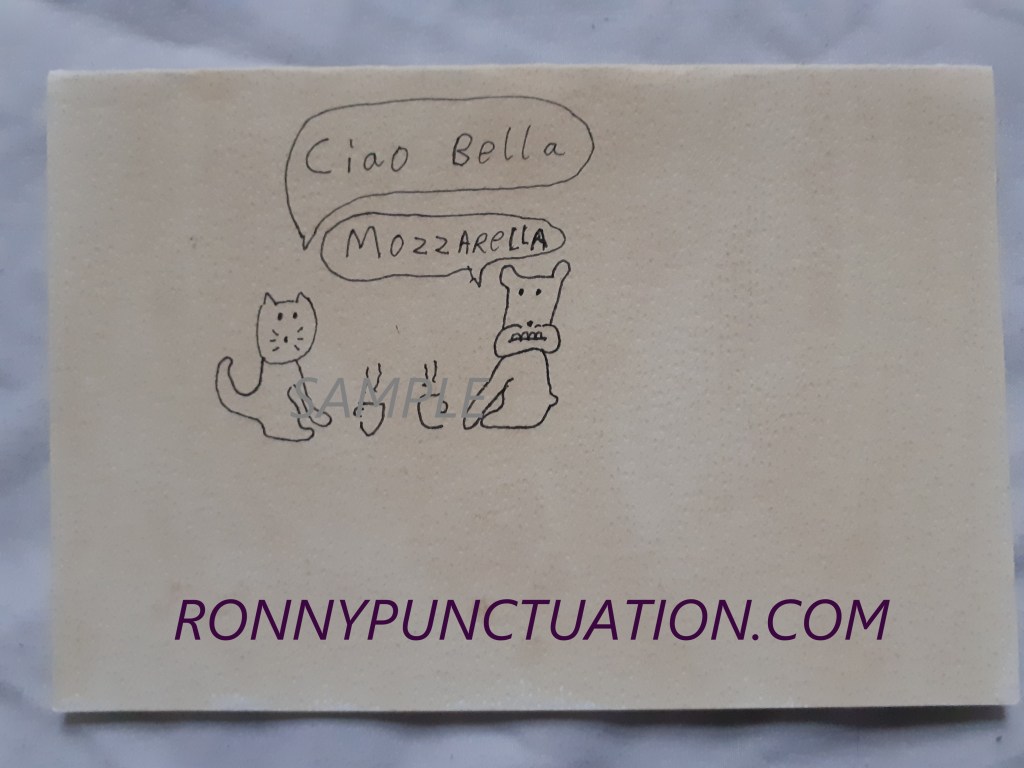 Ciao Bella
MozzAReLLA
SAMPLE
RONNYPUNCTUATION.COM